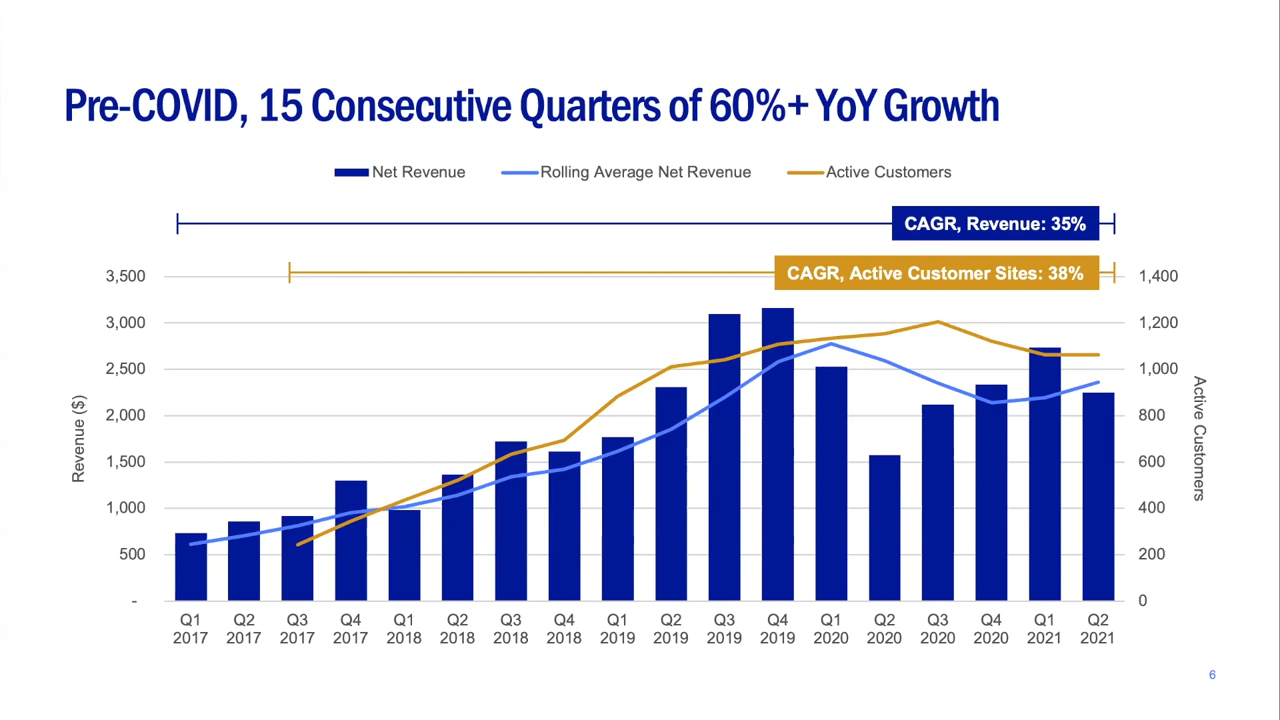 Pre-COVID, 15 Consecutive Quarters of 60%+ YoY Growth
Net Revenue
Rolling Average Net Revenue
Active Customers
CAGR, Revenue: 35%
CAGR, Active Customer Sites: 38%
3,500
3,000
2,500
2,000
1,500
1,000
500
-
Revenue ($)
1,400
1,200
1,000
800
600
400
200
0
Active Customers
Q1 2017
Q2 2017
Q3 2017
Q4 2017
Q1 2018
Q2 2018
Q3 2018
Q4 2018
Q1 2019
Q2 2019
Q3 2019
Q4 2019
Q1 2020
Q2 2020
Q3 2020
Q4 2020
Q1 2021
Q2 2021
6